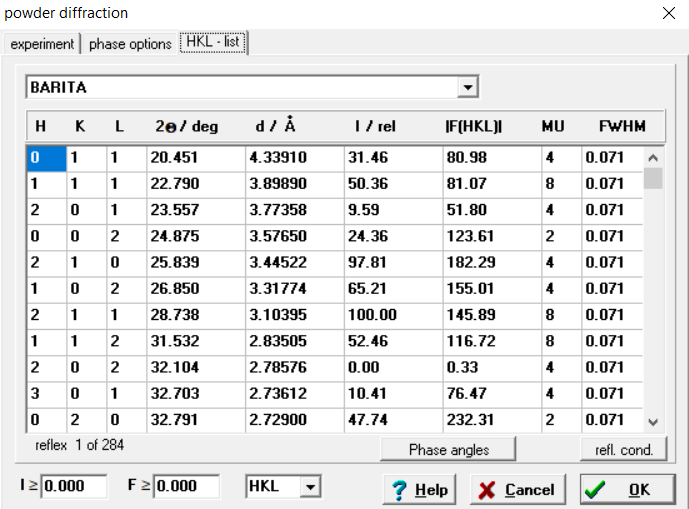 powder diffraction
experiment phase options HKL - list
BARITA
H K L 2Θ / deg d / Å I / rel |F(HKL)| MU FWHM
0 1 1 20.451 4.33910 31.46 80.98 4 0.071
1 1 1 22.790 3.89890 50.36 81.07 8 0.071
2 0 1 23.557 3.77358 9.59 51.80 4 0.071
0 0 2 24.875 3.57650 24.36 123.61 2 0.071
2 1 0 25.839 3.44522 97.81 182.29 4 0.071
1 0 2 26.850 3.31774 65.21 155.01 4 0.071
2 1 1 28.738 3.10395 100.00 145.89 8 0.071
1 1 2 31.532 2.83505 52.46 116.72 8 0.071
2 0 2 32.104 2.78576 0.00 0.33 4 0.071
3 0 1 32.703 2.73612 10.41 76.47 4 0.071
0 2 0 32.791 2.72900 47.74 232.31 2 0.071
reflex 1 of 284 Phase angles refl. cond.
I ≥ 0.000 F ≥ 0.000 HKL ? Help Cancel OK